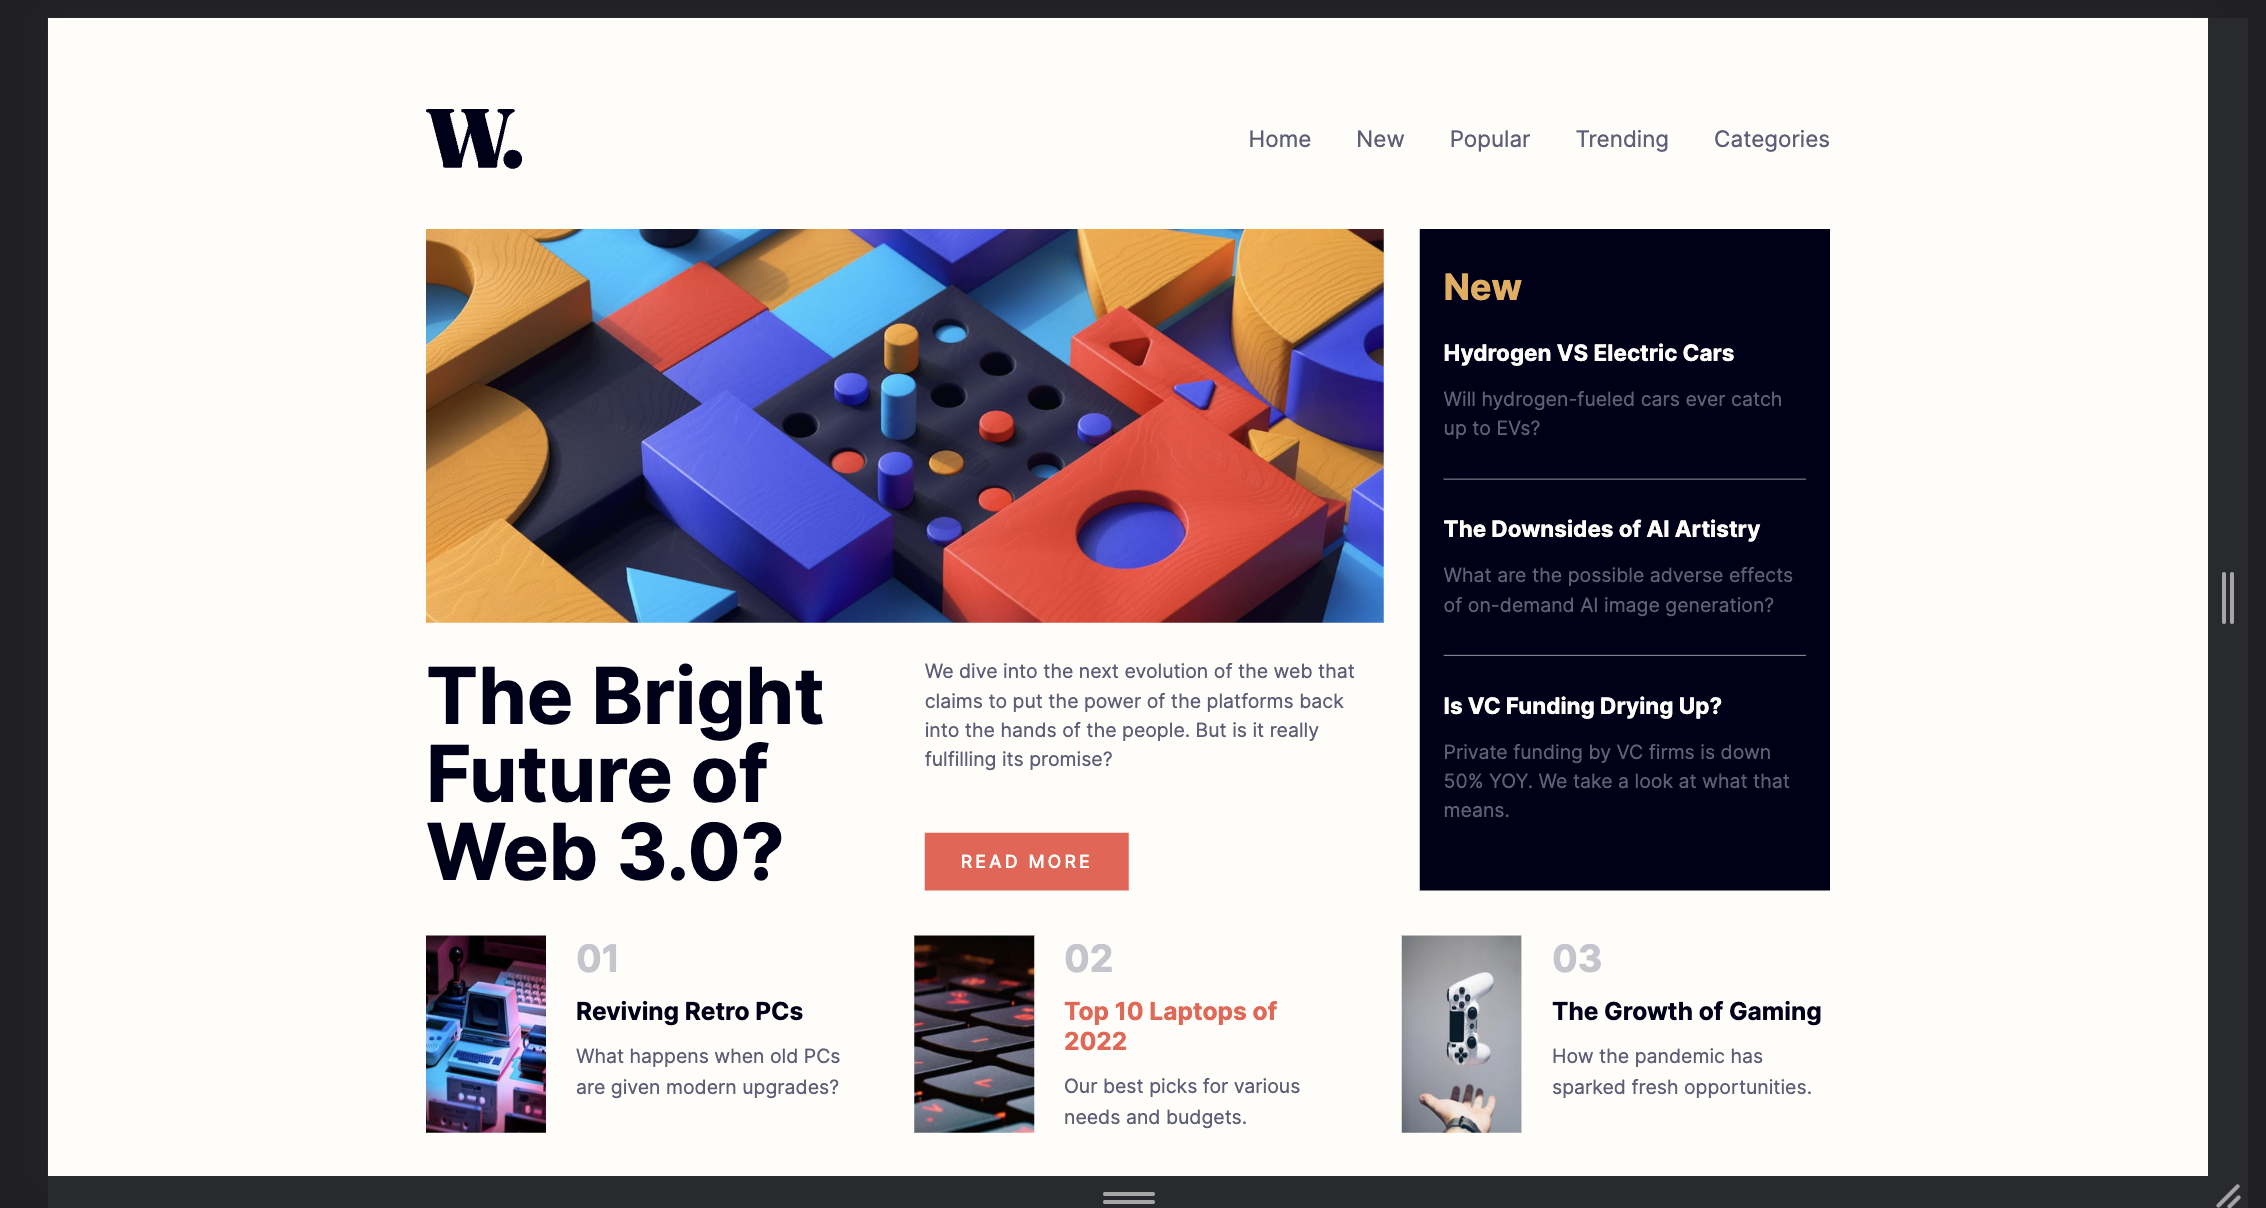 W.
Home New Popular Trending Categories
The Bright
Future of
Web 3.0?
We dive into the next evolution of the web that
claims to put the power of the platforms back
into the hands of the people. But is it really
fulfilling its promise?
READ MORE
New
Hydrogen VS Electric Cars
Will hydrogen-fueled cars ever catch
up to EVs?
The Downsides of AI Artistry
What are the possible adverse effects
of on-demand AI image generation?
Is VC Funding Drying Up?
Private funding by VC firms is down
50% YOY. We take a look at what that
means.
01
Reviving Retro PCs
What happens when old PCs
are given modern upgrades?
02
Top 10 Laptops of
2022
Our best picks for various
needs and budgets.
03
The Growth of Gaming
How the pandemic has
sparked fresh opportunities.